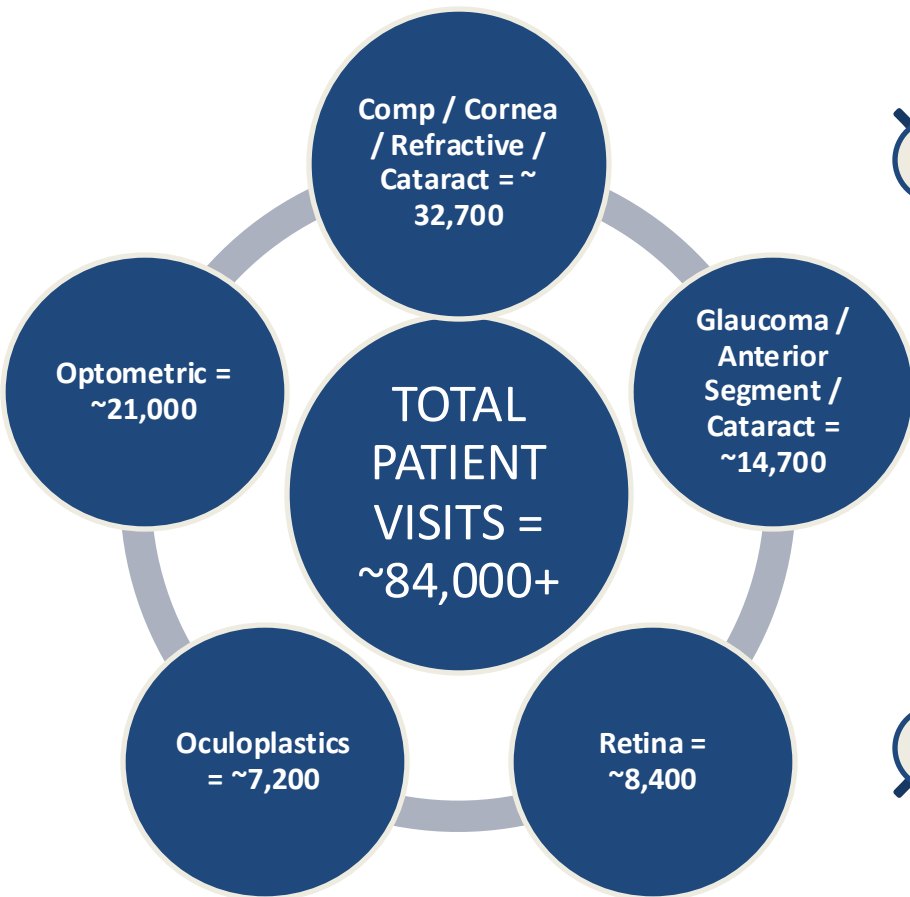 Comp / Cornea
/ Refractive /
Cataract = ~
32,700
Glaucoma /
Anterior
Segment /
Cataract =
~14,700
Optometric =
~21,000
TOTAL
PATIENT
VISITS =
~84,000+
Oculoplastics
= ~7,200
Retina =
~8,400